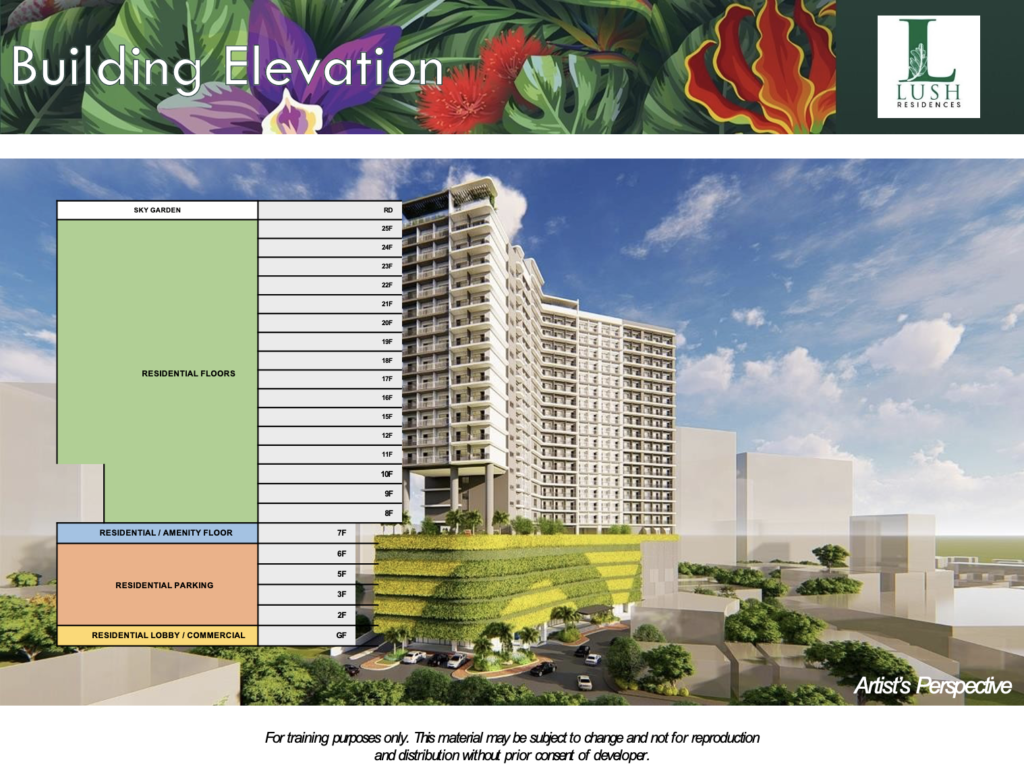 Building Elevation
L
LUSH
RESIDENCES
SKY GARDEN RD
25F
24F
23F
22F
21F
20F
19F
RESIDENTIAL FLOORS 18F
17F
16F
15F
12F
11F
10F
9F
8F
RESIDENTIAL / AMENITY FLOOR 7F
6F
RESIDENTIAL PARKING 5F
3F
2F
RESIDENTIAL LOBBY / COMMERCIAL GF
Artist's Perspective
For training purposes only. This material may be subject to change and not for reproduction
and distribution without prior consent of developer.